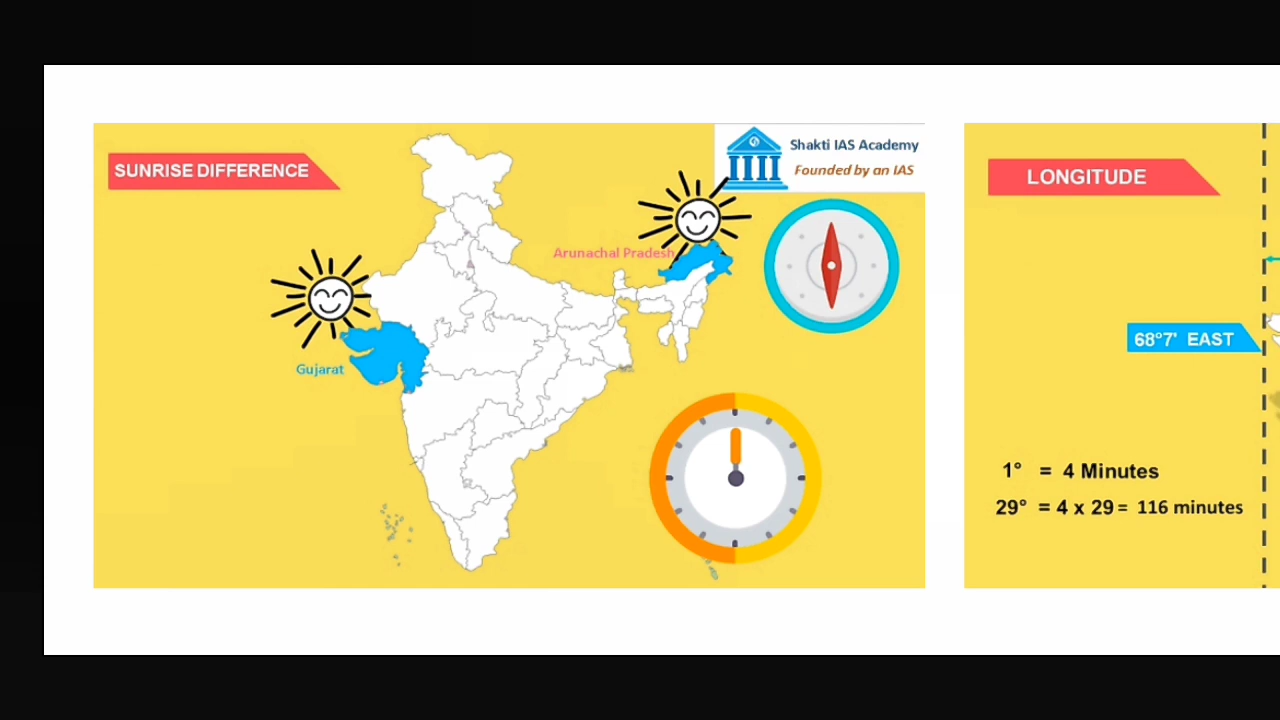 SUNRISE DIFFERENCE
Shakti IAS Academy
Founded by an IAS
Arunachal Pradesh
Gujarat
LONGITUDE
68°7' EAST
1° = 4 Minutes
29° = 4 x 29 = 116 minutes